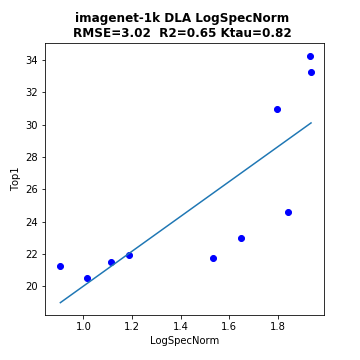 imagenet-1k DLA LogSpecNorm
RMSE=3.02 R2=0.65 Ktau=0.82
34
32
30
28
26
24
22
20
Top1
1.0 1.2 1.4 1.6 1.8
LogSpecNorm